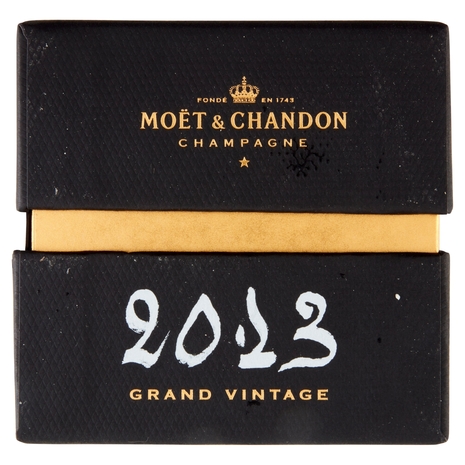 FONDÉ EN 1743
MOËT & CHANDON
CHAMPAGNE
2013
GRAND VINTAGE